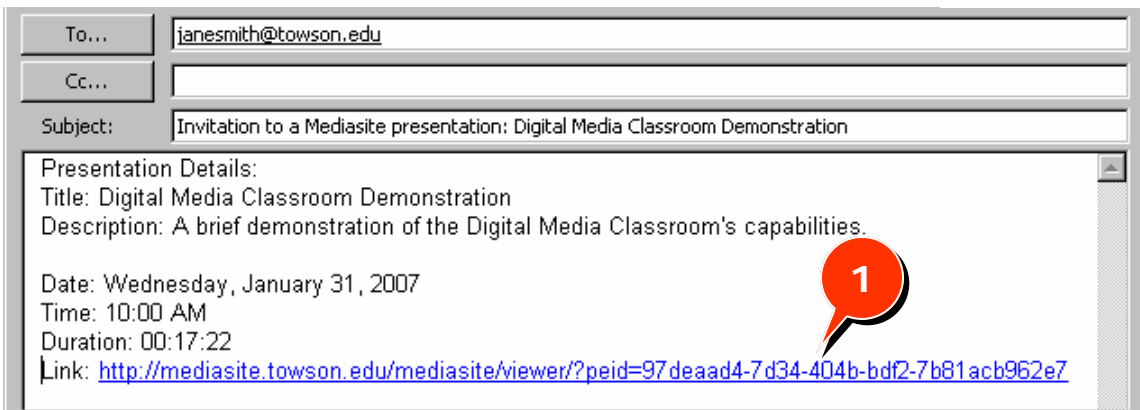 To... janesmith@towson.edu
Cc...
Subject: Invitation to a Mediasite presentation: Digital Media Classroom Demonstration
Presentation Details:
Title: Digital Media Classroom Demonstration
Description: A brief demonstration of the Digital Media Classroom's capabilities.
Date: Wednesday, January 31, 2007
Time: 10:00 AM
Duration: 00:17:22
Link: http://mediasite.towson.edu/mediasite/viewer/?peid=97deaad4-7d34-404b-bdf2-7b81acb962e7
1